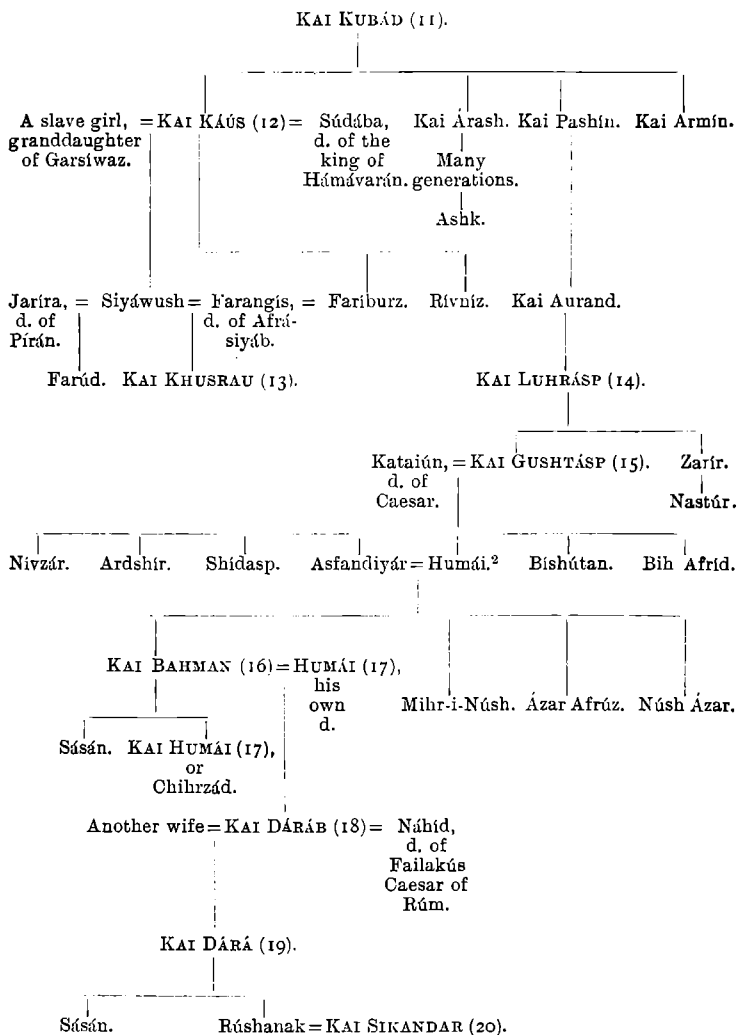 KAI KUBÁD (11).
A slave girl, = KAI KÁÚS (12) = Súdába, Kai Árash. Kai Pashín. Kai Ármín.
granddaughter d. of the
of Garsíwaz. king of Many
Hámávarán. generations.
Ashk.
Jaríra, = Siyáwush = Farangís, = Faríburz. Rívníz. Kai Aurand.
d. of d. of Afrá-
Pírán. siyáb.
Farúd. KAI KHUSRAU (13). KAI LUHRÁSP (14).
Kataiún, = KAI GUSHTÁSP (15). Zarír.
d. of
Caesar. Nastúr.
Nívzár. Ardshír. Shídasp. Asfandiyár = Humái.² Bíshútan. Bih Afríd.
KAI BAHMAN (16) = HUMÁI (17),
his Mihr-i-Núsh. Ázar Afrúz. Núsh Ázar.
own
d.
Sásán. KAI HUMÁI (17),
or
Chihrzád.
Another wife = KAI DÁRÁB (18) = Náhíd,
d. of
Failakús
Caesar of
Rúm.
KAI DÁRÁ (19).
Sásán. Rúshanak = KAI SIKANDAR (20).